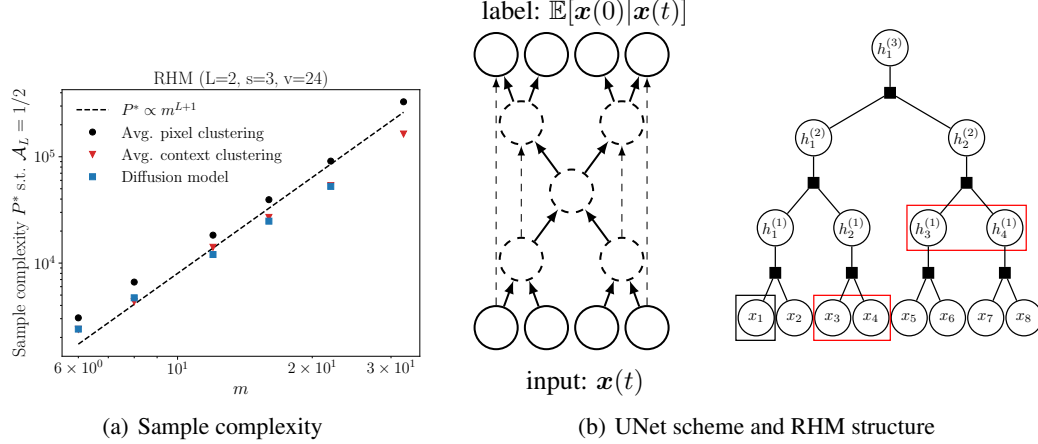 RHM (L=2, s=3, v=24)
Sample complexity P* s.t. 𝒜_L = 1/2
10^5
10^4
P* ∝ m^{L+1}
Avg. pixel clustering
Avg. context clustering
Diffusion model
6 × 10^0
10^1
2 × 10^1
3 × 10^1
m
(a) Sample complexity
label: 𝔼[x(0)|x(t)]
input: x(t)
h_1^{(3)}
h_1^{(2)} h_2^{(2)}
h_1^{(1)} h_2^{(1)} h_3^{(1)} h_4^{(1)}
x_1 x_2 x_3 x_4 x_5 x_6 x_7 x_8
(b) UNet scheme and RHM structure